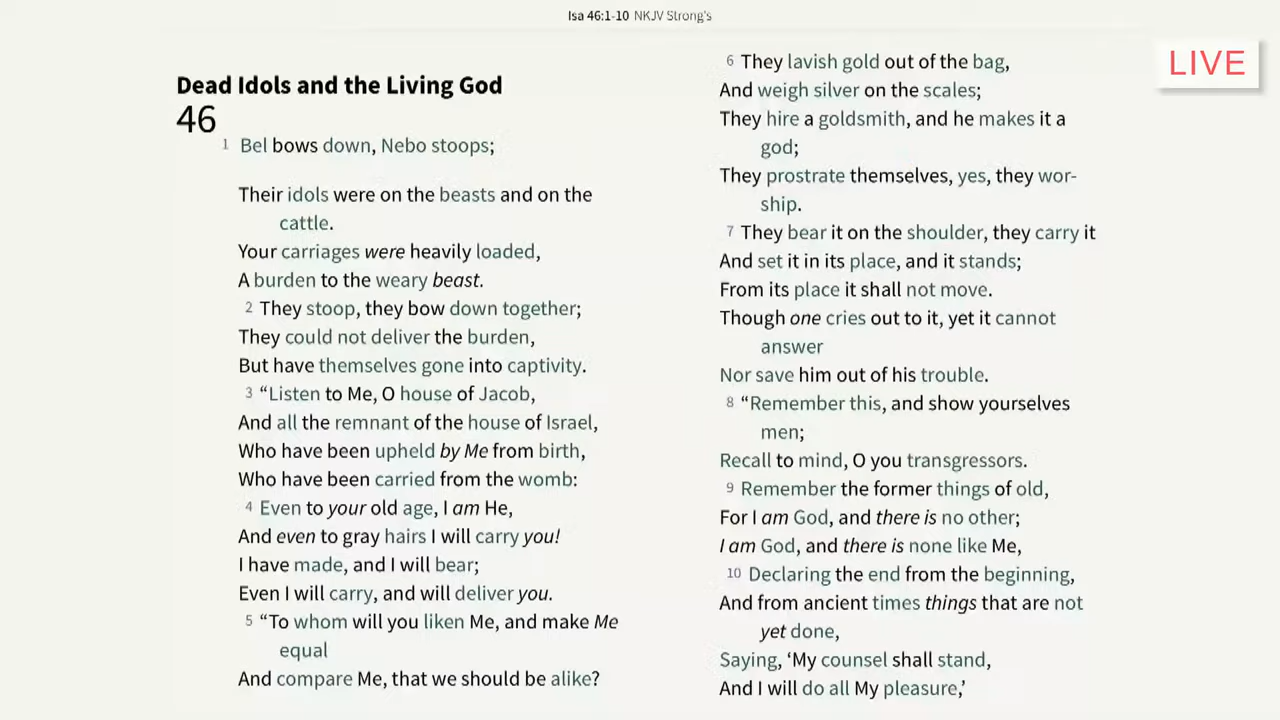 Isa 46:1-10 NKJV Strong's
LIVE
Dead Idols and the Living God
46
1 Bel bows down, Nebo stoops;
Their idols were on the beasts and on the
cattle.
Your carriages were heavily loaded,
A burden to the weary beast.
2 They stoop, they bow down together;
They could not deliver the burden,
But have themselves gone into captivity.
3 “Listen to Me, O house of Jacob,
And all the remnant of the house of Israel,
Who have been upheld by Me from birth,
Who have been carried from the womb:
4 Even to your old age, I am He,
And even to gray hairs I will carry you!
I have made, and I will bear;
Even I will carry, and will deliver you.
5 “To whom will you liken Me, and make Me
equal
And compare Me, that we should be alike?
6 They lavish gold out of the bag,
And weigh silver on the scales;
They hire a goldsmith, and he makes it a
god;
They prostrate themselves, yes, they wor-
ship.
7 They bear it on the shoulder, they carry it
And set it in its place, and it stands;
From its place it shall not move.
Though one cries out to it, yet it cannot
answer
Nor save him out of his trouble.
8 “Remember this, and show yourselves
men;
Recall to mind, O you transgressors.
9 Remember the former things of old,
For I am God, and there is no other;
I am God, and there is none like Me,
10 Declaring the end from the beginning,
And from ancient times things that are not
yet done,
Saying, ‘My counsel shall stand,
And I will do all My pleasure,’